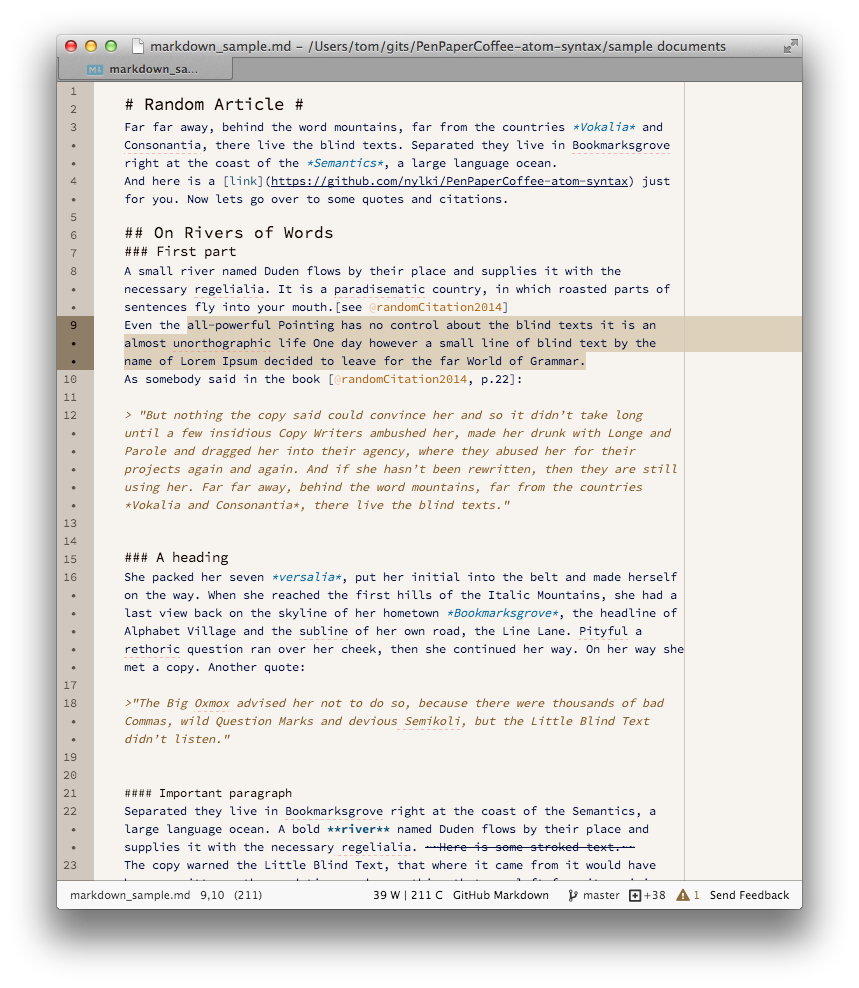 markdown_sample.md – /Users/tom/gits/PenPaperCoffee-atom-syntax/sample documents
markdown_sa...
1
2 # Random Article #
3 Far far away, behind the word mountains, far from the countries *Vokalia* and
• Consonantia, there live the blind texts. Separated they live in Bookmarksgrove
• right at the coast of the *Semantics*, a large language ocean.
4 And here is a [link](https://github.com/nylki/PenPaperCoffee-atom-syntax) just
• for you. Now lets go over to some quotes and citations.
5
6 ## On Rivers of Words
7 ### First part
8 A small river named Duden flows by their place and supplies it with the
• necessary regelialia. It is a paradisematic country, in which roasted parts of
• sentences fly into your mouth.[see @randomCitation2014]
9 Even the all-powerful Pointing has no control about the blind texts it is an
• almost unorthographic life One day however a small line of blind text by the
• name of Lorem Ipsum decided to leave for the far World of Grammar.
10 As somebody said in the book [@randomCitation2014, p.22]:
11
12 > "But nothing the copy said could convince her and so it didn’t take long
• until a few insidious Copy Writers ambushed her, made her drunk with Longe and
• Parole and dragged her into their agency, where they abused her for their
• projects again and again. And if she hasn’t been rewritten, then they are still
• using her. Far far away, behind the word mountains, far from the countries
• *Vokalia and Consonantia*, there live the blind texts."
13
14
15 ### A heading
16 She packed her seven *versalia*, put her initial into the belt and made herself
• on the way. When she reached the first hills of the Italic Mountains, she had a
• last view back on the skyline of her hometown *Bookmarksgrove*, the headline of
• Alphabet Village and the subline of her own road, the Line Lane. Pityful a
• rethoric question ran over her cheek, then she continued her way. On her way she
• met a copy. Another quote:
17
18 >"The Big Oxmox advised her not to do so, because there were thousands of bad
• Commas, wild Question Marks and devious Semikoli, but the Little Blind Text
• didn’t listen."
19
20
21 #### Important paragraph
22 Separated they live in Bookmarksgrove right at the coast of the Semantics, a
• large language ocean. A bold **river** named Duden flows by their place and
• supplies it with the necessary regelialia. ~~Here is some stroked text.~~
23 The copy warned the Little Blind Text, that where it came from it would have
markdown_sample.md 9,10 (211) 39 W | 211 C GitHub Markdown master +38 1 Send Feedback